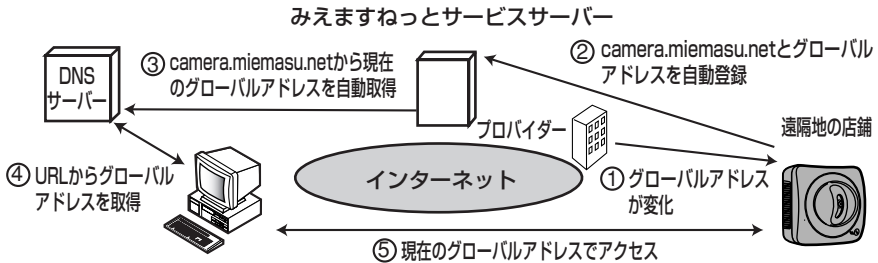 みえますねっとサービスサーバー
② camera.miemasu.netとグローバル
アドレスを自動登録
③ camera.miemasu.netから現在
のグローバルアドレスを自動取得
DNS
サーバー
プロバイダー
遠隔地の店舗
④ URLからグローバル
アドレスを取得
インターネット
① グローバルアドレス
が変化
⑤ 現在のグローバルアドレスでアクセス